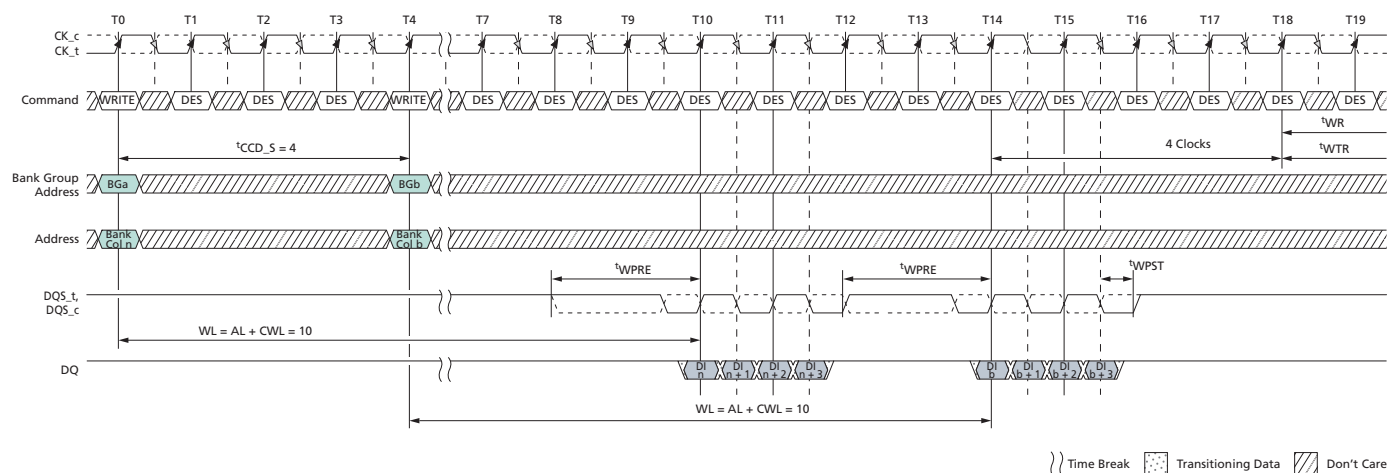 T0 T1 T2 T3 T4 T7 T8 T9 T10 T11 T12 T13 T14 T15 T16 T17 T18 T19
CK_c
CK_t
Command WRITE DES DES DES WRITE DES DES DES DES DES DES DES DES DES DES DES DES DES
tWR
tCCD_S = 4 4 Clocks tWTR
Bank Group
Address BGa BGb
Address Bank
Col n Bank
Col b
tWPRE tWPRE tWPST
DQS_t,
DQS_c
WL = AL + CWL = 10
DQ DI
n DI
n + 1 DI
n + 2 DI
n + 3 DI
b DI
b + 1 DI
b + 2 DI
b + 3
WL = AL + CWL = 10
Time Break Transitioning Data Don't Care